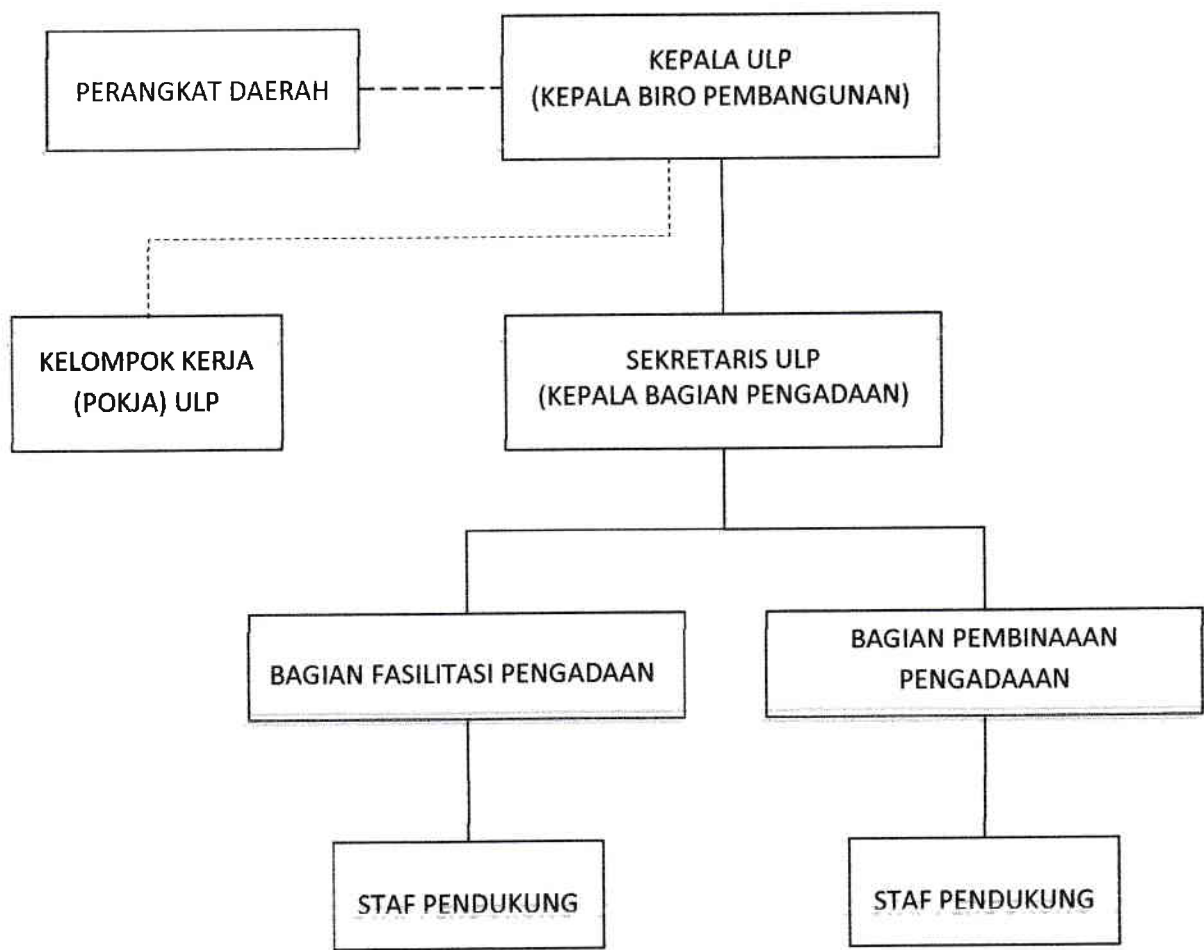 PERANGKAT DAERAH
KEPALA ULP
(KEPALA BIRO PEMBANGUNAN)
KELOMPOK KERJA
(POKJA) ULP
SEKRETARIS ULP
(KEPALA BAGIAN PENGADAAN)
BAGIAN FASILITASI PENGADAAN
BAGIAN PEMBINAAAN
PENGADAAAN
STAF PENDUKUNG
STAF PENDUKUNG